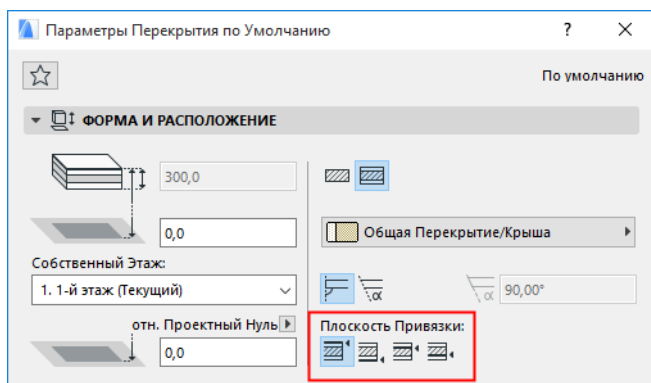 Параметры Перекрытия по Умолчанию
?
По умолчанию
ФОРМА И РАСПОЛОЖЕНИЕ
300,0
0,0
Общая Перекрытие/Крыша
Собственный Этаж:
1. 1-й этаж (Текущий)
α
α
90,00°
отн. Проектный Нуль
Плоскость Привязки:
0,0